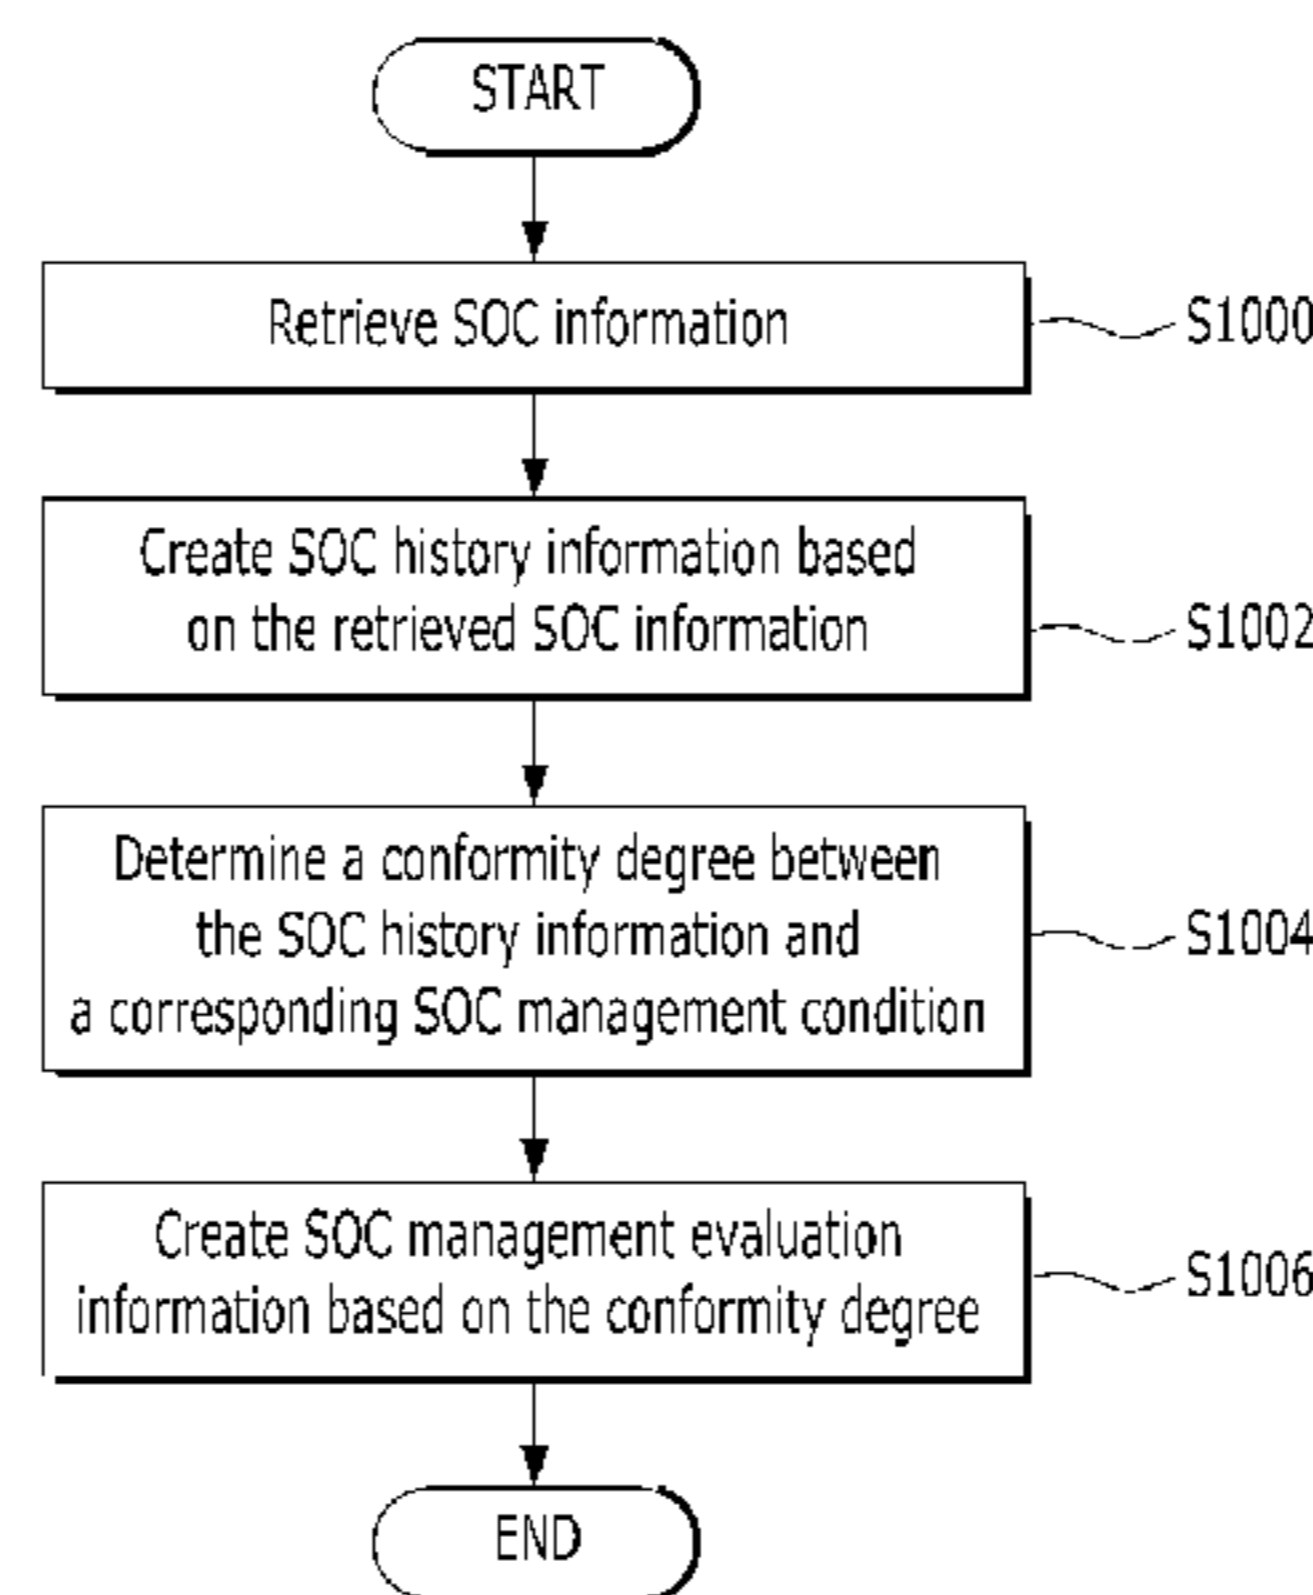 START
Retrieve SOC information
S1000
Create SOC history information based
on the retrieved SOC information
S1002
Determine a conformity degree between
the SOC history information and
a corresponding SOC management condition
S1004
Create SOC management evaluation
information based on the conformity degree
S1006
END